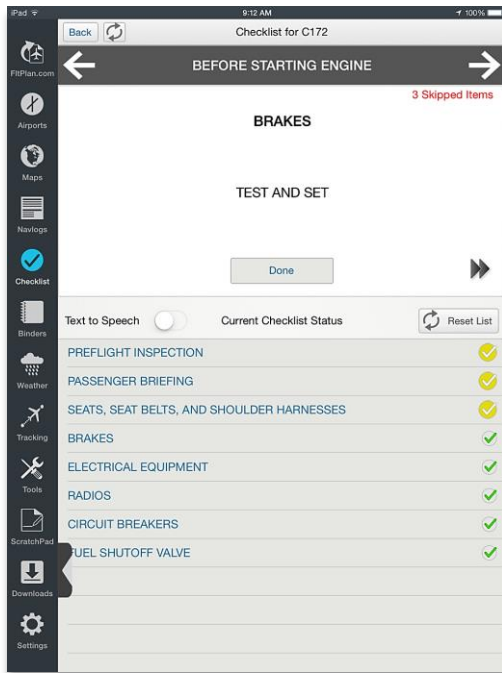 iPad
9:12 AM
100%
Back
Checklist for C172
FltPlan.com
BEFORE STARTING ENGINE
3 Skipped Items
BRAKES
Airports
Maps
TEST AND SET
Navlogs
Done
Checklist
Text to Speech
Current Checklist Status
Reset List
Binders
PREFLIGHT INSPECTION
PASSENGER BRIEFING
Weather
SEATS, SEAT BELTS, AND SHOULDER HARNESSES
BRAKES
Tracking
ELECTRICAL EQUIPMENT
Tools
RADIOS
CIRCUIT BREAKERS
ScratchPad
FUEL SHUTOFF VALVE
Downloads
Settings